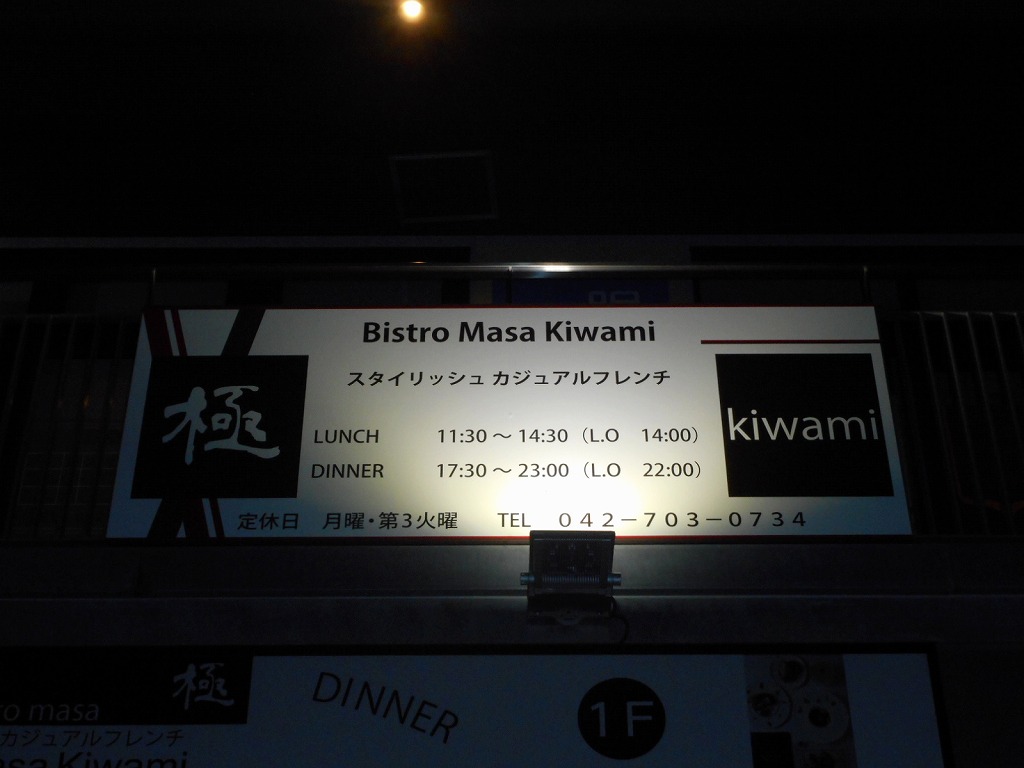 Bistro Masa Kiwami
スタイリッシュ カジュアルフレンチ
極
kiwami
LUNCH 11:30 ～ 14:30（L.O 14:00）
DINNER 17:30 ～ 23:00（L.O 22:00）
定休日 月曜・第３火曜 TEL ０４２－７０３－０７３４
極
masa
カジュアルフレンチ
Kiwami
DINNER
1F